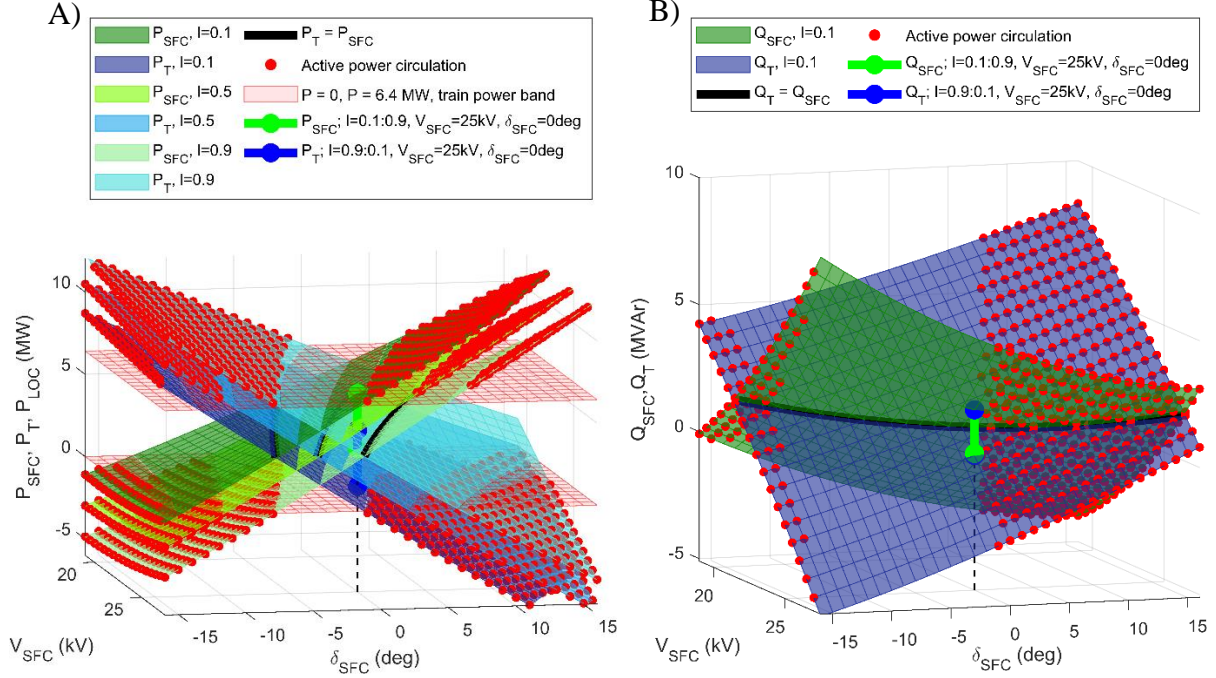 A)
P_SFC, I=0.1
P_T, I=0.1
P_SFC, I=0.5
P_T, I=0.5
P_SFC, I=0.9
P_T, I=0.9
P_T = P_SFC
Active power circulation
P = 0, P = 6.4 MW, train power band
P_SFC; I=0.1:0.9, V_SFC=25kV, δ_SFC=0deg
P_T; I=0.9:0.1, V_SFC=25kV, δ_SFC=0deg
P_SFC, P_T, P_LOC (MW)
10
5
0
-5
20
25
V_SFC (kV)
-15
-10
-5
0
5
10
15
δ_SFC (deg)
B)
Q_SFC, I=0.1
Q_T, I=0.1
Q_T = Q_SFC
Active power circulation
Q_SFC; I=0.1:0.9, V_SFC=25kV, δ_SFC=0deg
Q_T; I=0.9:0.1, V_SFC=25kV, δ_SFC=0deg
Q_SFC, Q_T (MVAr)
10
5
0
-5
20
25
V_SFC (kV)
-15
-10
-5
0
5
10
15
δ_SFC (deg)